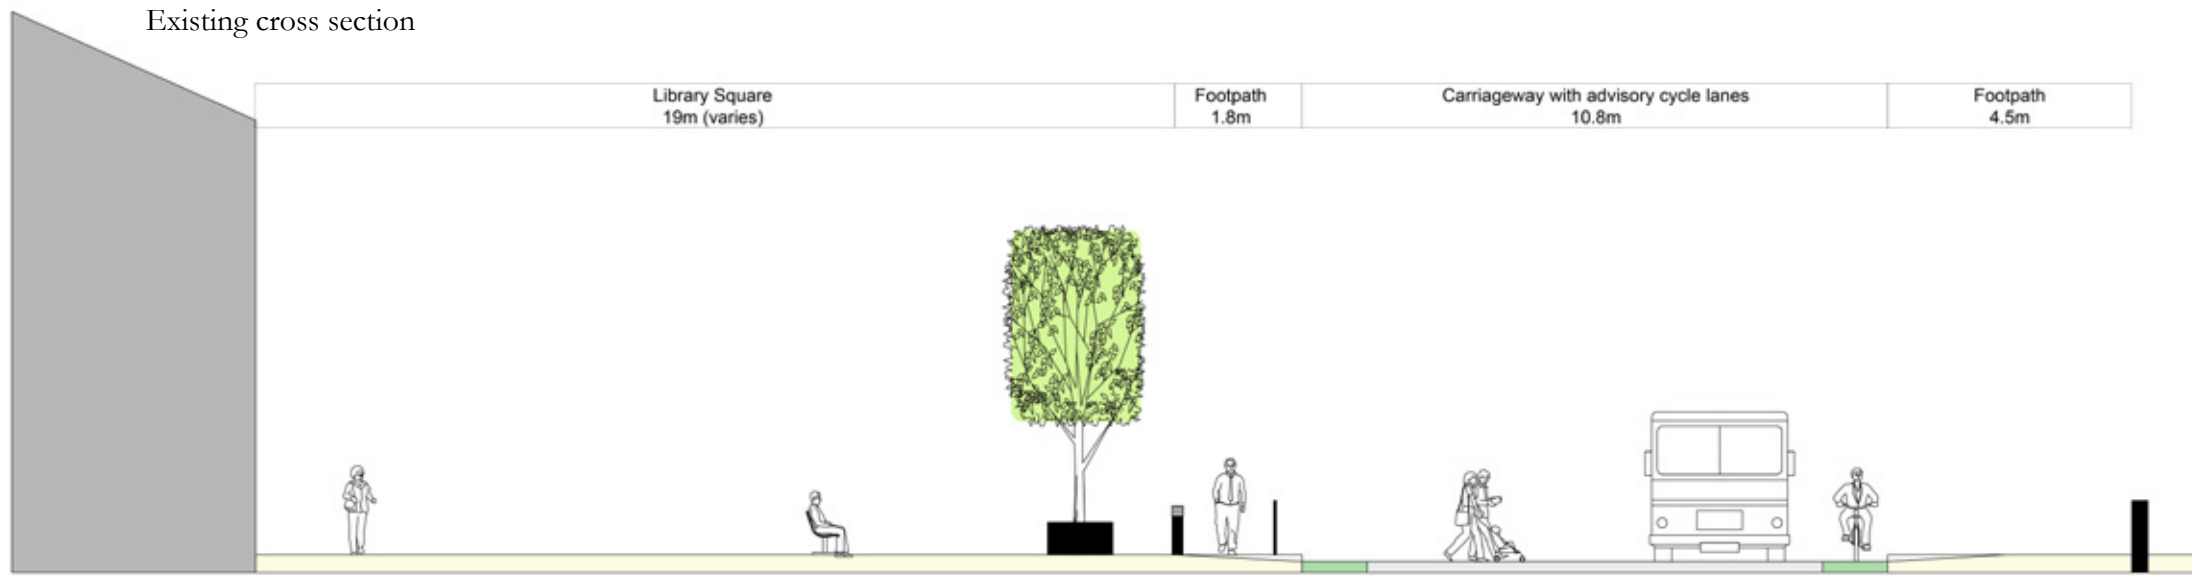 Existing cross section
Library Square
19m (varies)
Footpath
1.8m
Carriageway with advisory cycle lanes
10.8m
Footpath
4.5m